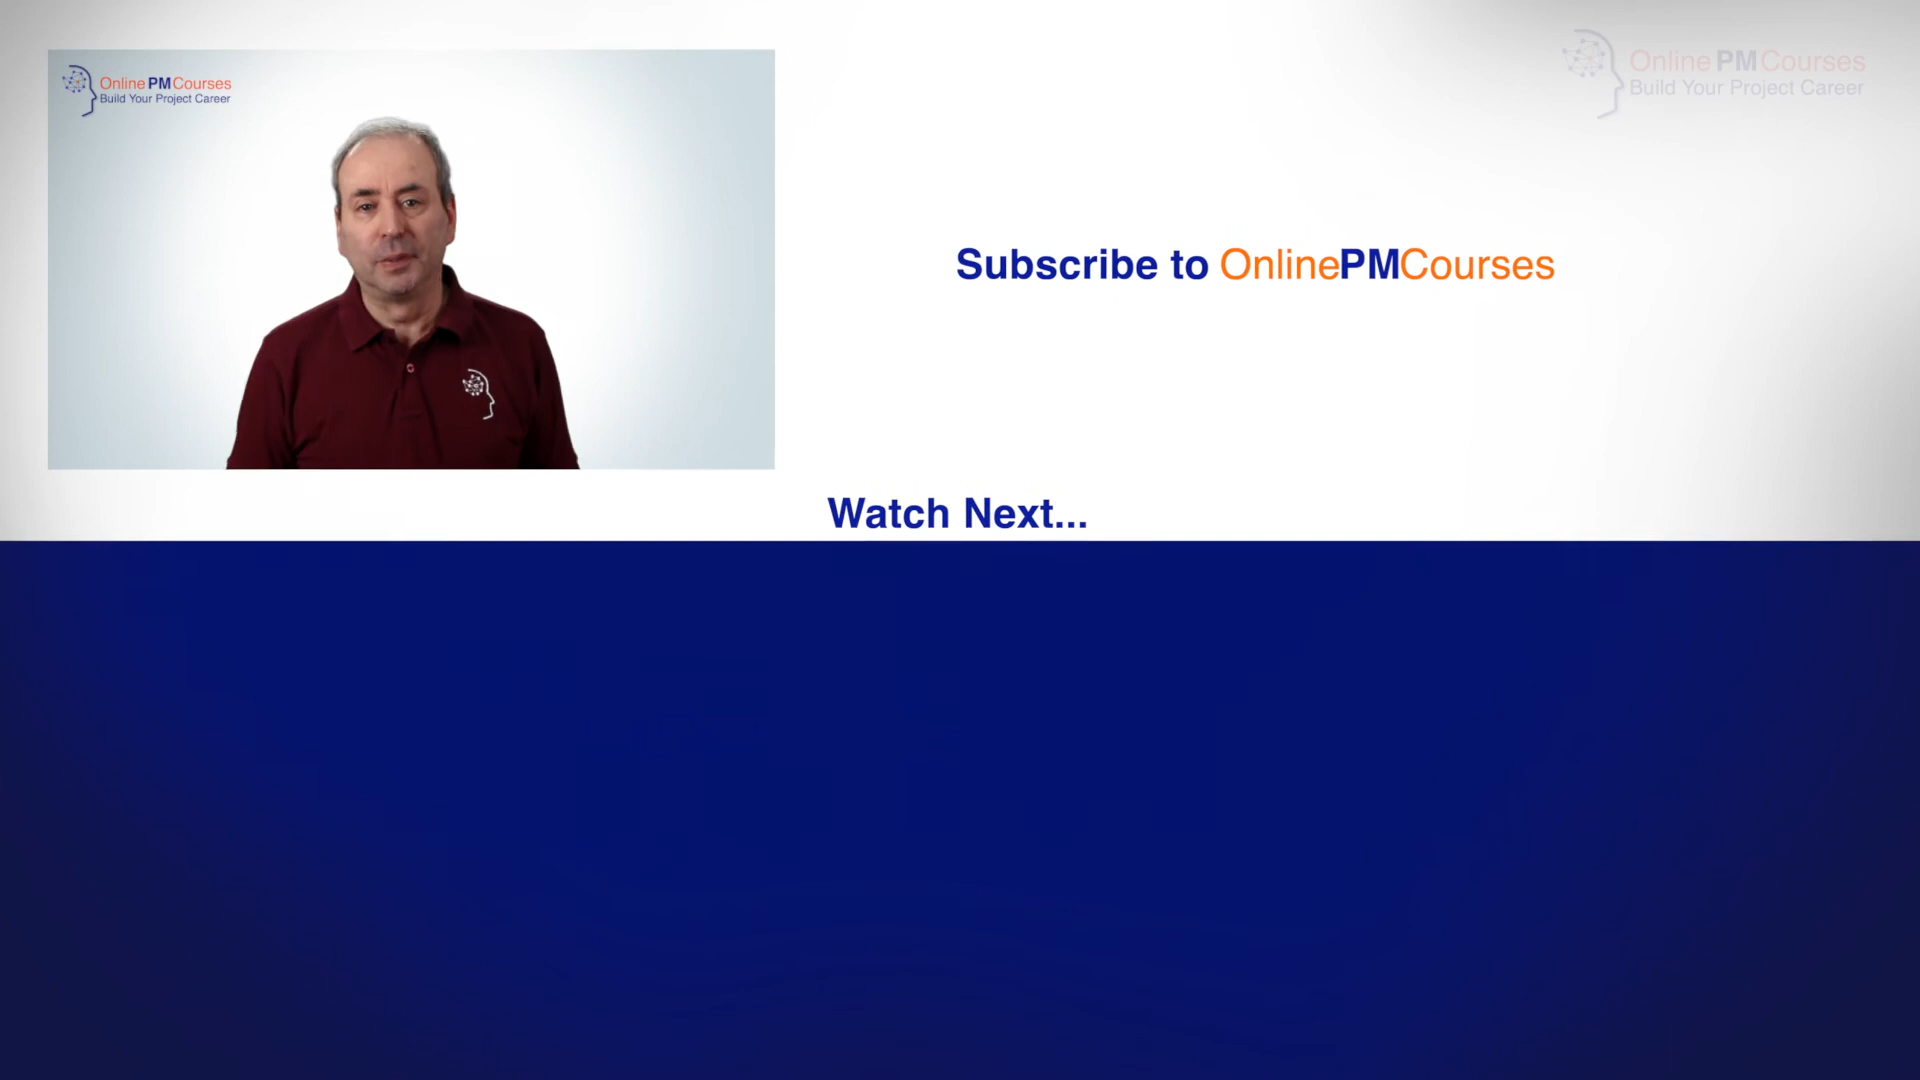 Online PM Courses
Build Your Project Career
Online PM Courses
Build Your Project Career
Subscribe to OnlinePMCourses
Watch Next...